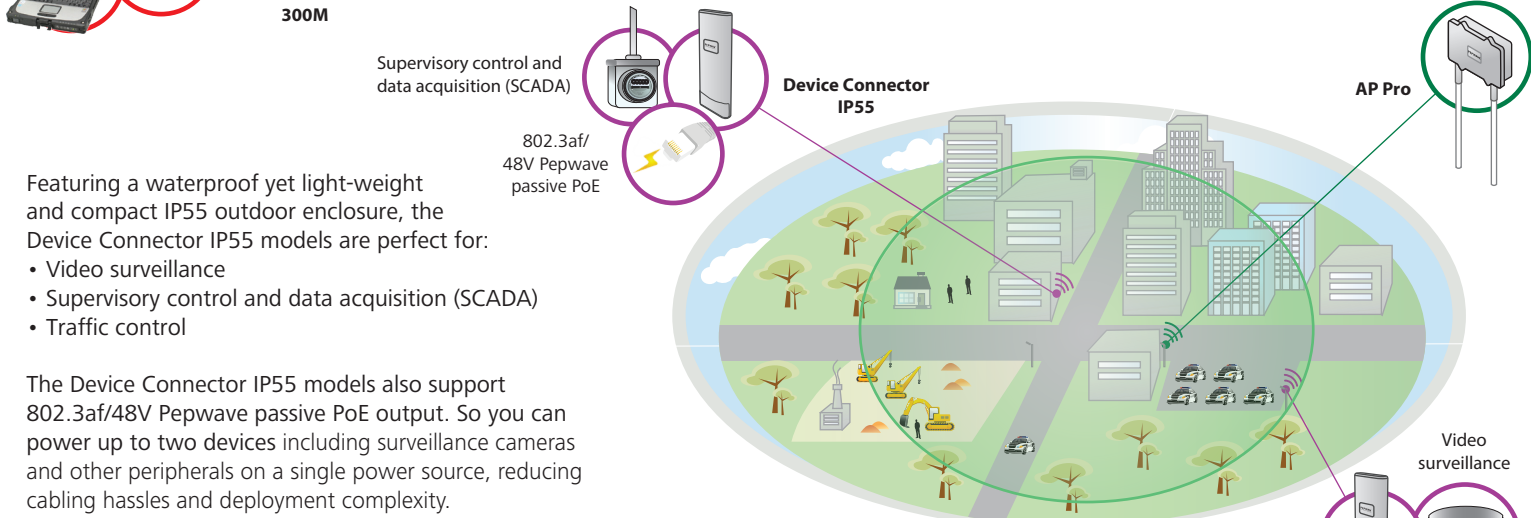 300M
Supervisory control and
data acquisition (SCADA)
Device Connector
IP55
AP Pro
802.3af/
48V Pepwave
passive PoE
Featuring a waterproof yet light-weight
and compact IP55 outdoor enclosure, the
Device Connector IP55 models are perfect for:
• Video surveillance
• Supervisory control and data acquisition (SCADA)
• Traffic control
The Device Connector IP55 models also support
802.3af/48V Pepwave passive PoE output. So you can
power up to two devices including surveillance cameras
and other peripherals on a single power source, reducing
cabling hassles and deployment complexity.
Video
surveillance